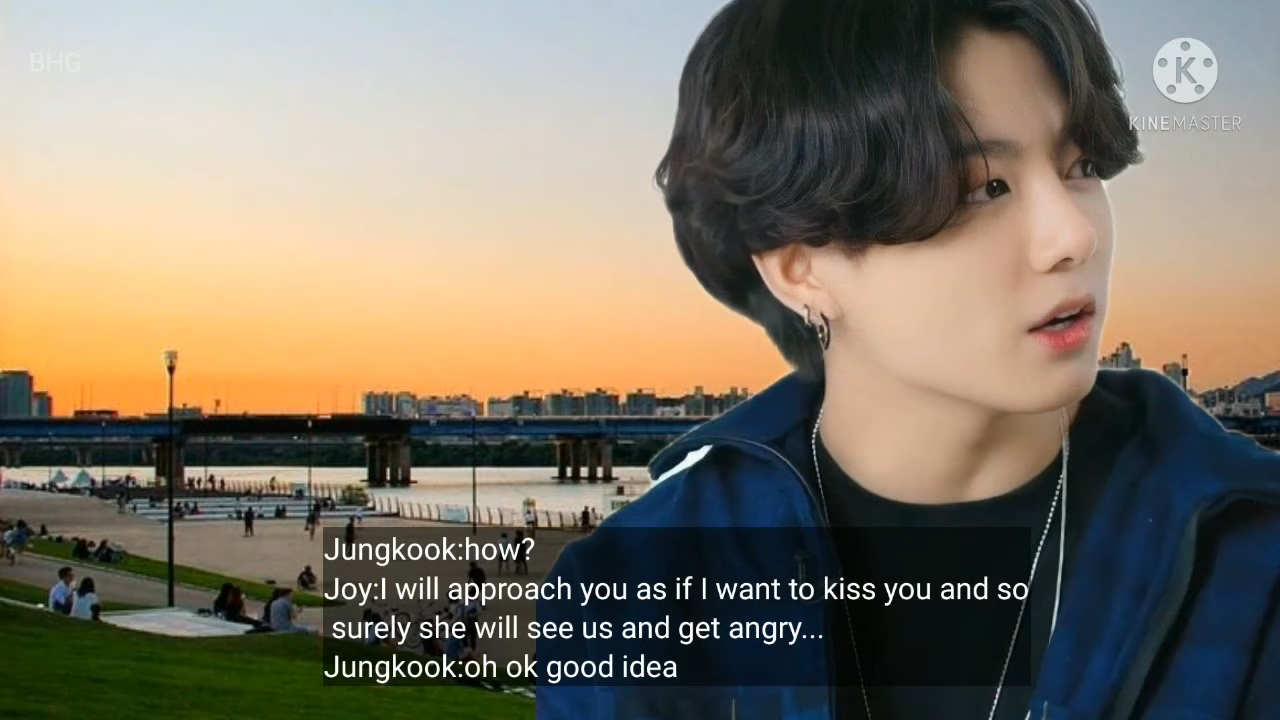 BHG
KINEMASTER
Jungkook:how?
Joy:I will approach you as if I want to kiss you and so
surely she will see us and get angry...
Jungkook:oh ok good idea